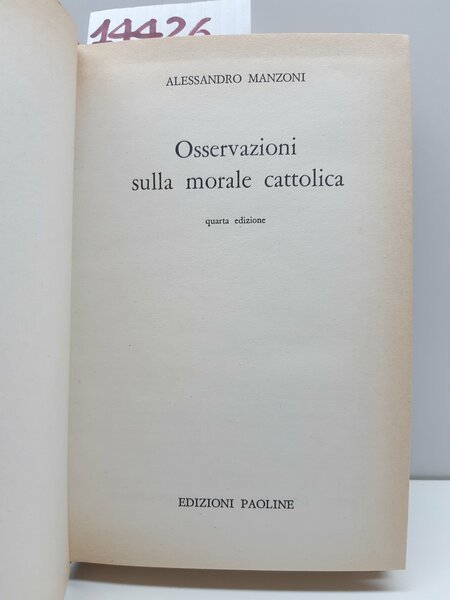 14426
ALESSANDRO MANZONI
Osservazioni
sulla morale cattolica
quarta edizione
EDIZIONI PAOLINE